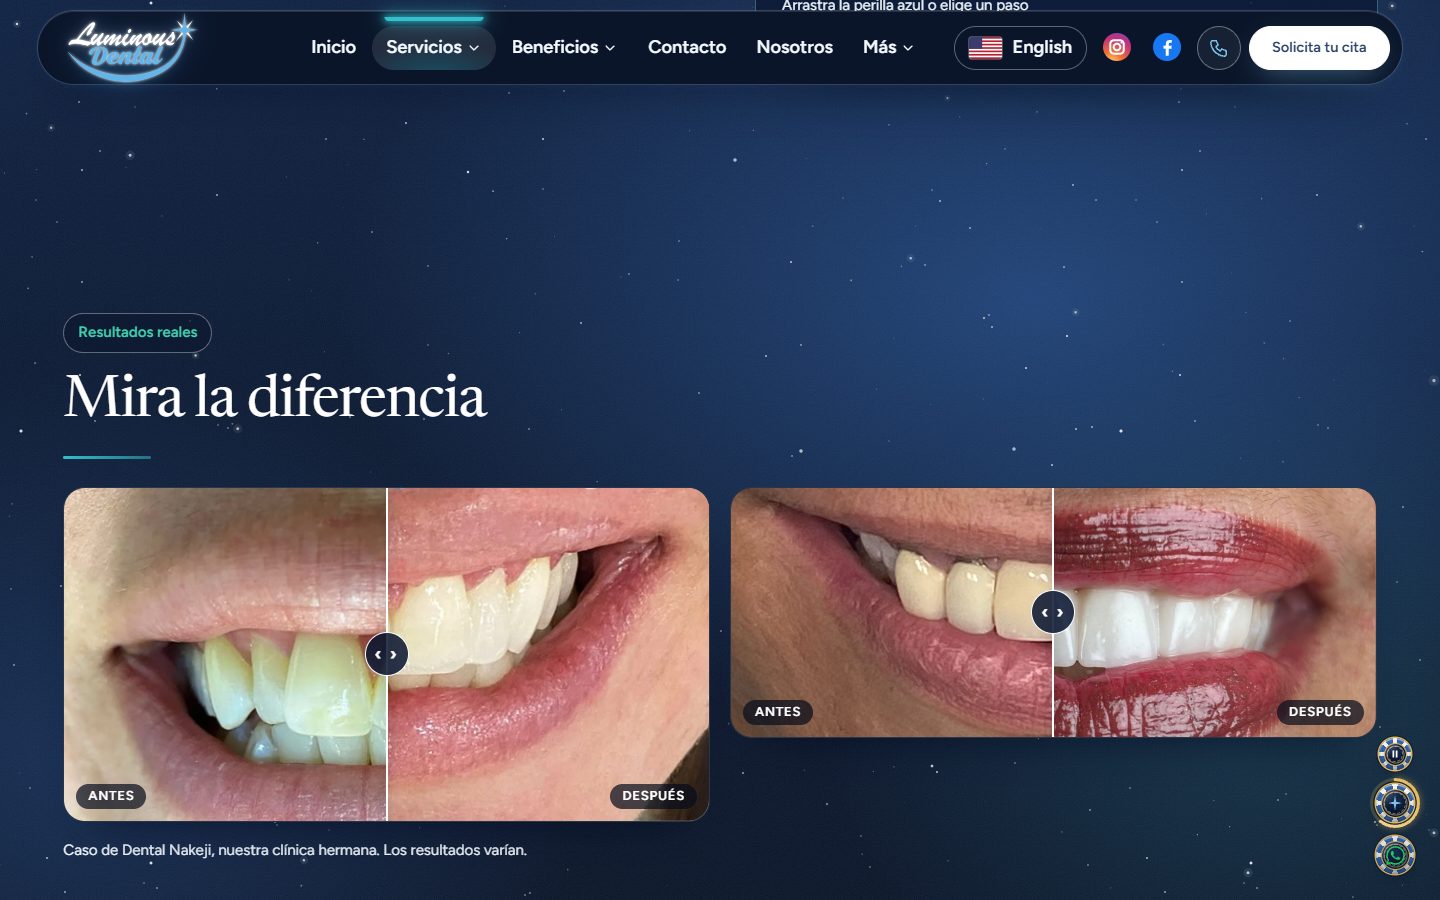 Arrastra la perilla azul o elige un paso
Luminous
Dental
Inicio
Servicios
Beneficios
Contacto
Nosotros
Más
English
Solicita tu cita
Resultados reales
Mira la diferencia
ANTES
DESPUÉS
ANTES
DESPUÉS
Caso de Dental Nakeji, nuestra clínica hermana. Los resultados varían.